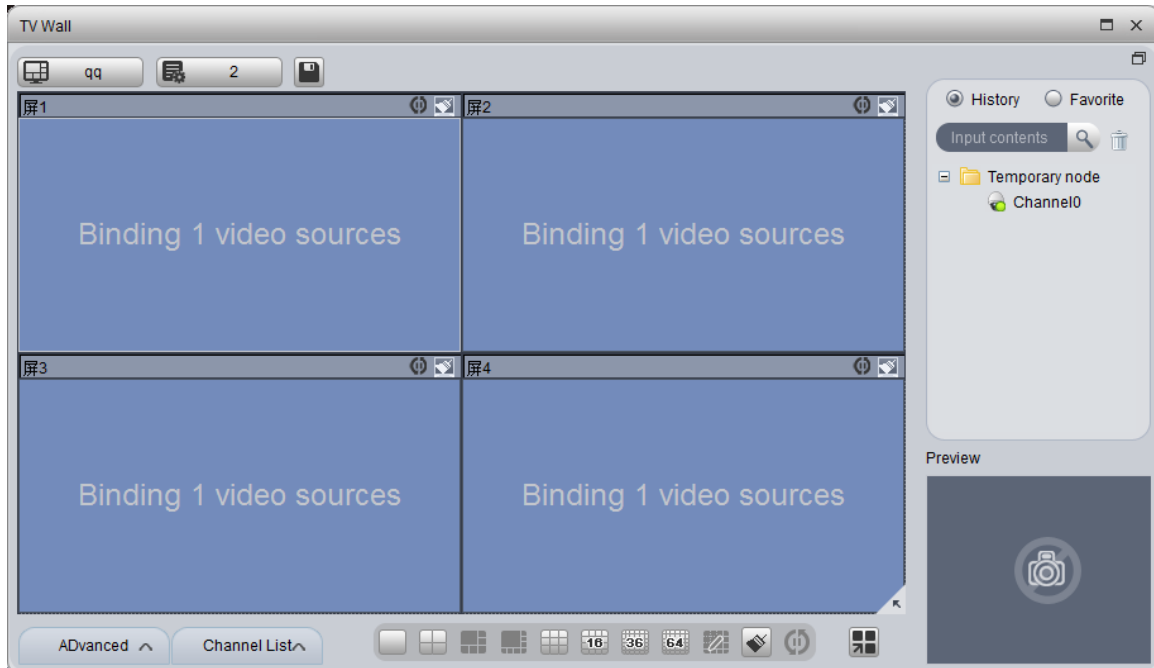 TV Wall
qq
2
屏1
屏2
Binding 1 video sources
Binding 1 video sources
屏3
屏4
Binding 1 video sources
Binding 1 video sources
History
Favorite
Input contents
Temporary node
Channel0
Preview
ADvanced
Channel List
16
36
64